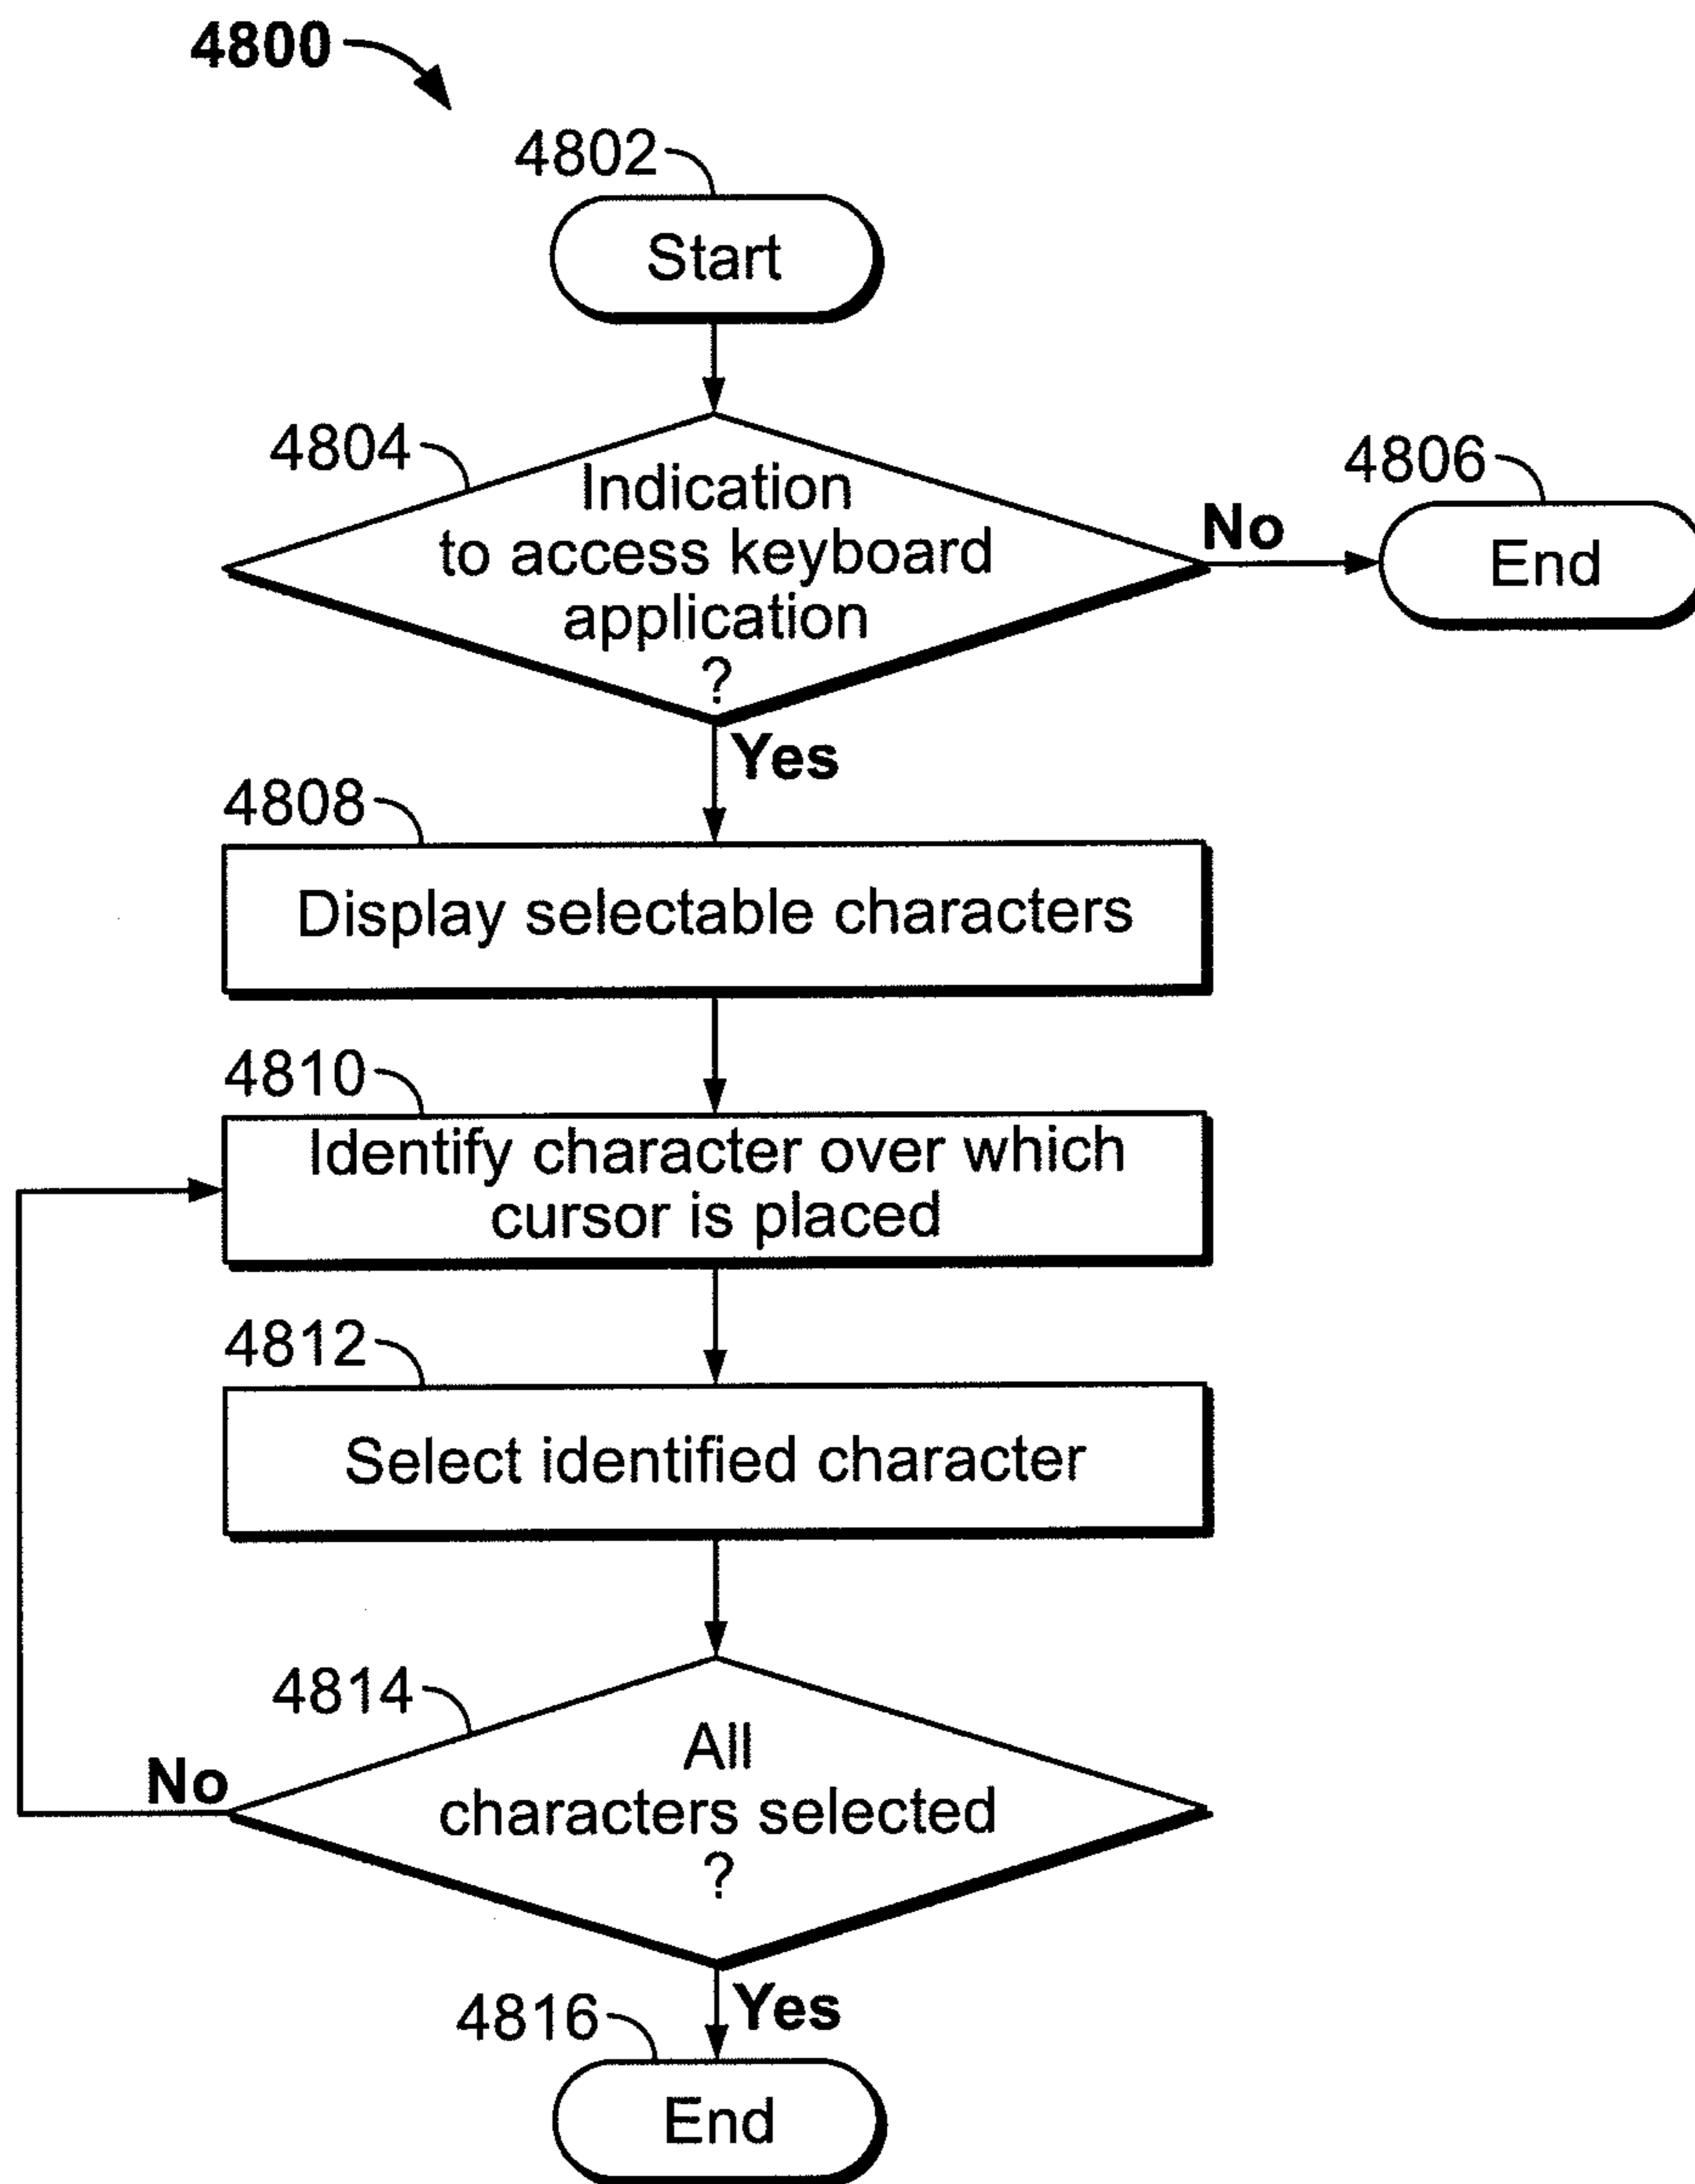 4800
4802
Start
4804
Indication
to access keyboard
application
?
4806
No
End
Yes
4808
Display selectable characters
4810
Identify character over which
cursor is placed
4812
Select identified character
4814
All
characters selected
?
No
Yes
4816
End